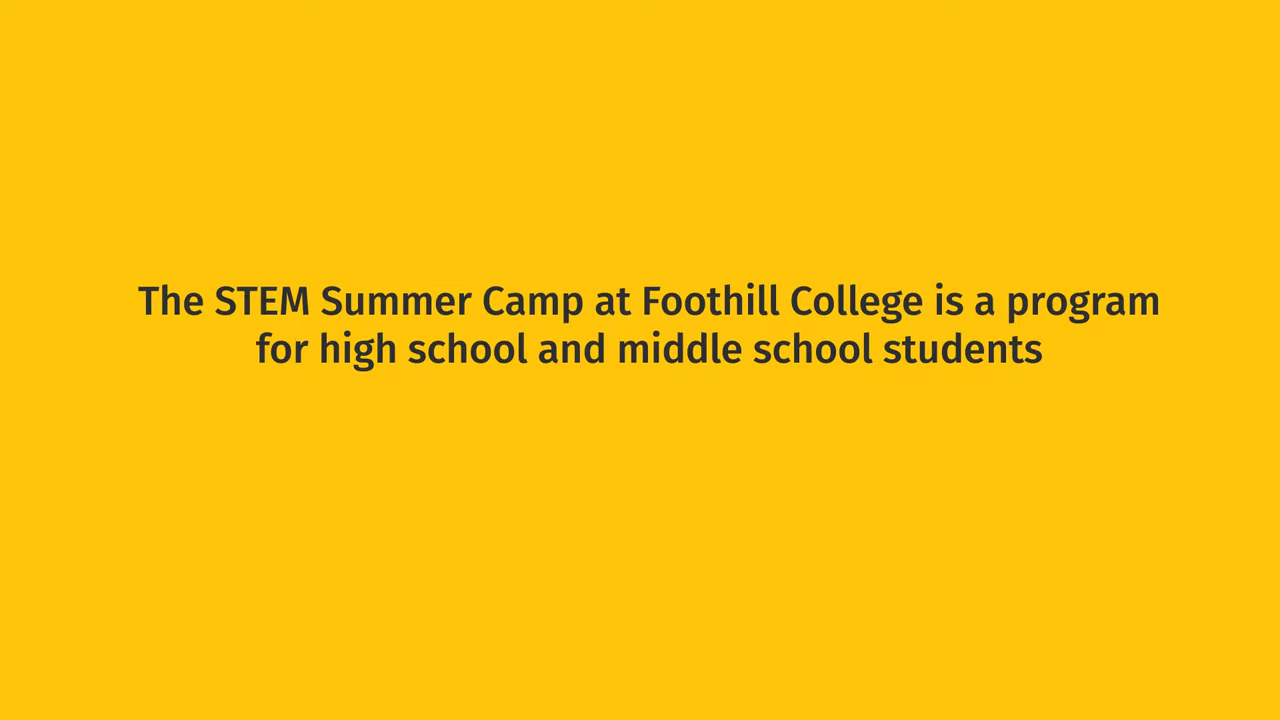 The STEM Summer Camp at Foothill College is a program
for high school and middle school students